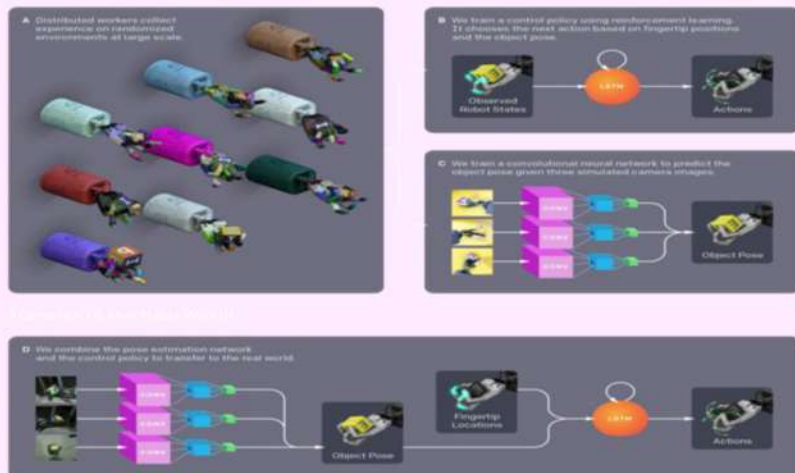 A Distributed workers collect
experience on randomized
environments at large scale.
B We train a control policy using reinforcement learning.
It chooses the next action based on fingertip positions
and the object pose.
Observed
Robot States
LSTM
Actions
C We train a convolutional neural network to predict the
object pose given three simulated camera images.
CONV
CONV
CONV
Object Pose
D We combine the pose estimation network
and the control policy to transfer to the real world.
CONV
CONV
CONV
Object Pose
Fingertip
Locations
LSTM
Actions